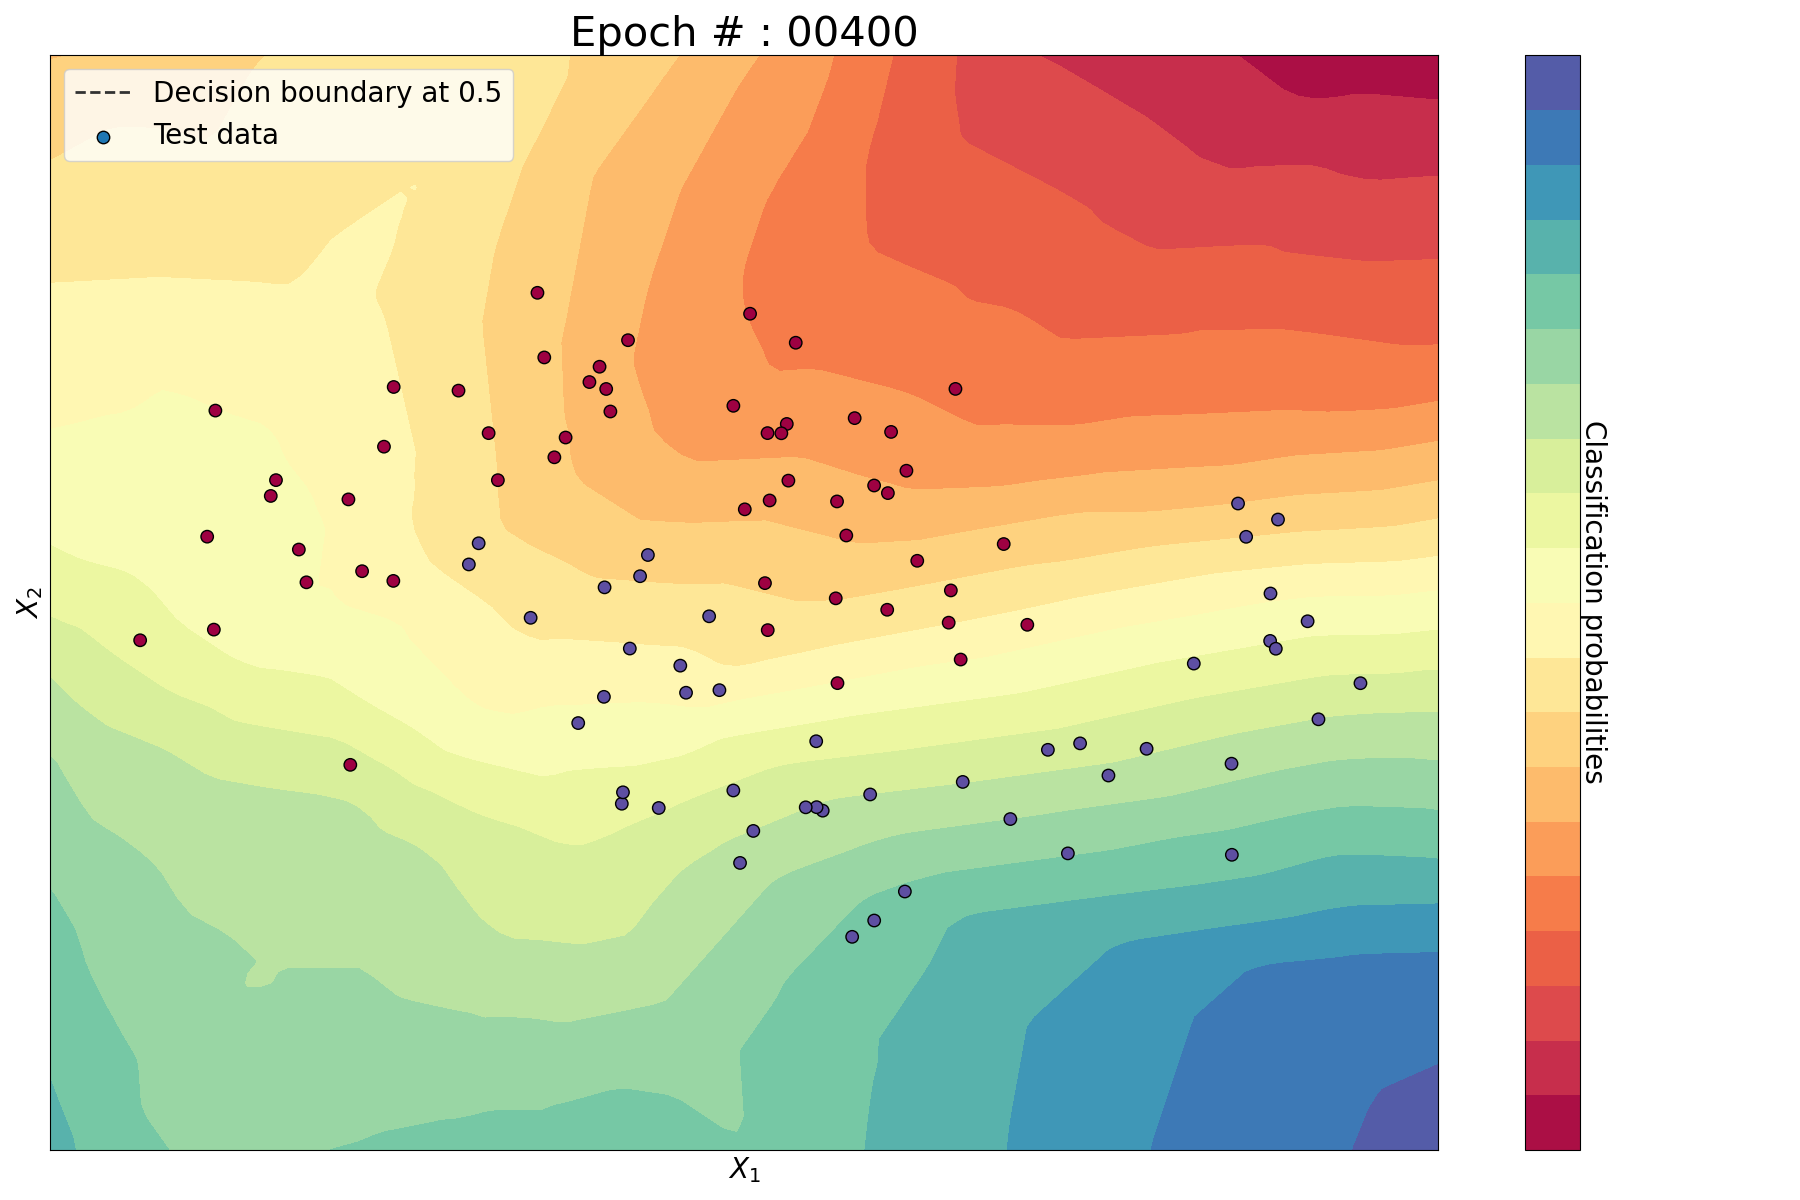 Epoch # : 00400
Decision boundary at 0.5
Test data
X₂
X₁
Classification probabilities